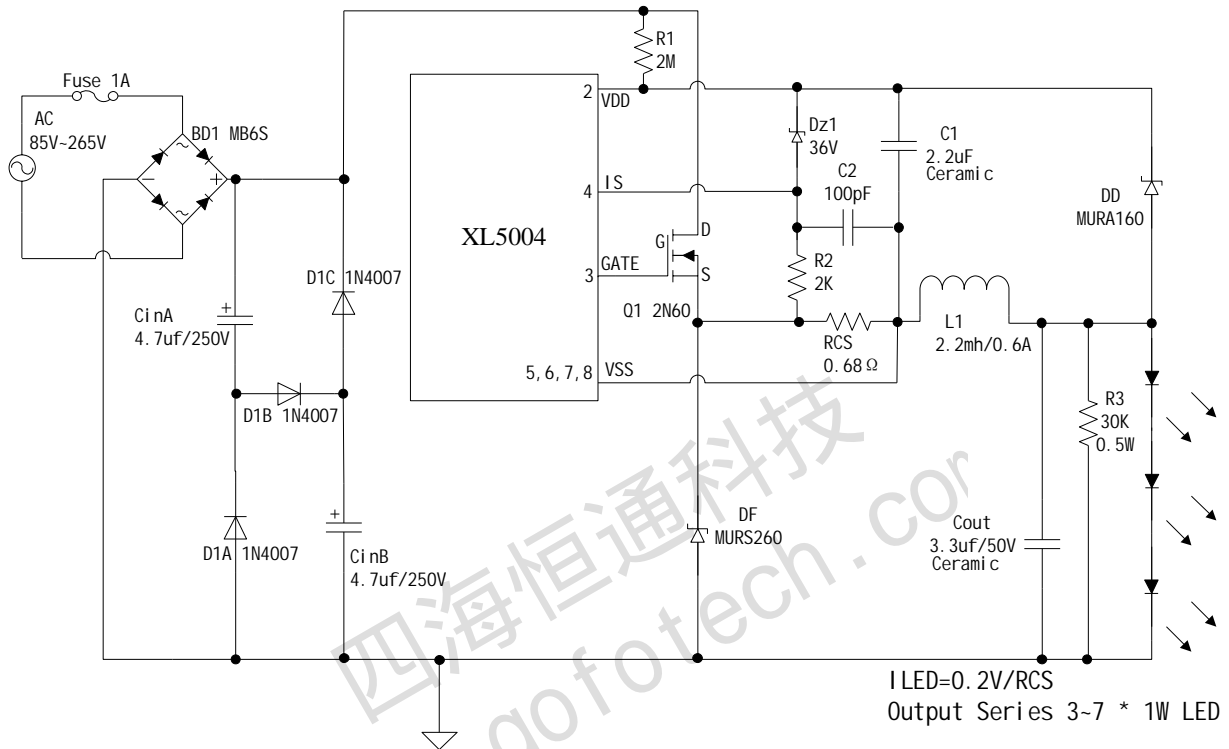 R1
2M
Fuse 1A
AC
85V~265V
BD1 MB6S
2
VDD
Dz1
36V
C1
2.2uF
Ceramic
C2
100pF
4
IS
DD
MURA160
XL5004
G
D
S
3
GATE
R2
2K
D1C 1N4007
Q1 2N60
CinA
4.7uf/250V
+
RCS
0.68Ω
L1
2.2mh/0.6A
5,6,7,8
VSS
D1B 1N4007
R3
30K
0.5W
+
D1A 1N4007
CinB
4.7uf/250V
DF
MURS260
Cout
3.3uf/50V
Ceramic
四海恒通科技
gofotech.com
ILED=0.2V/RCS
Output Series 3~7 * 1W LED